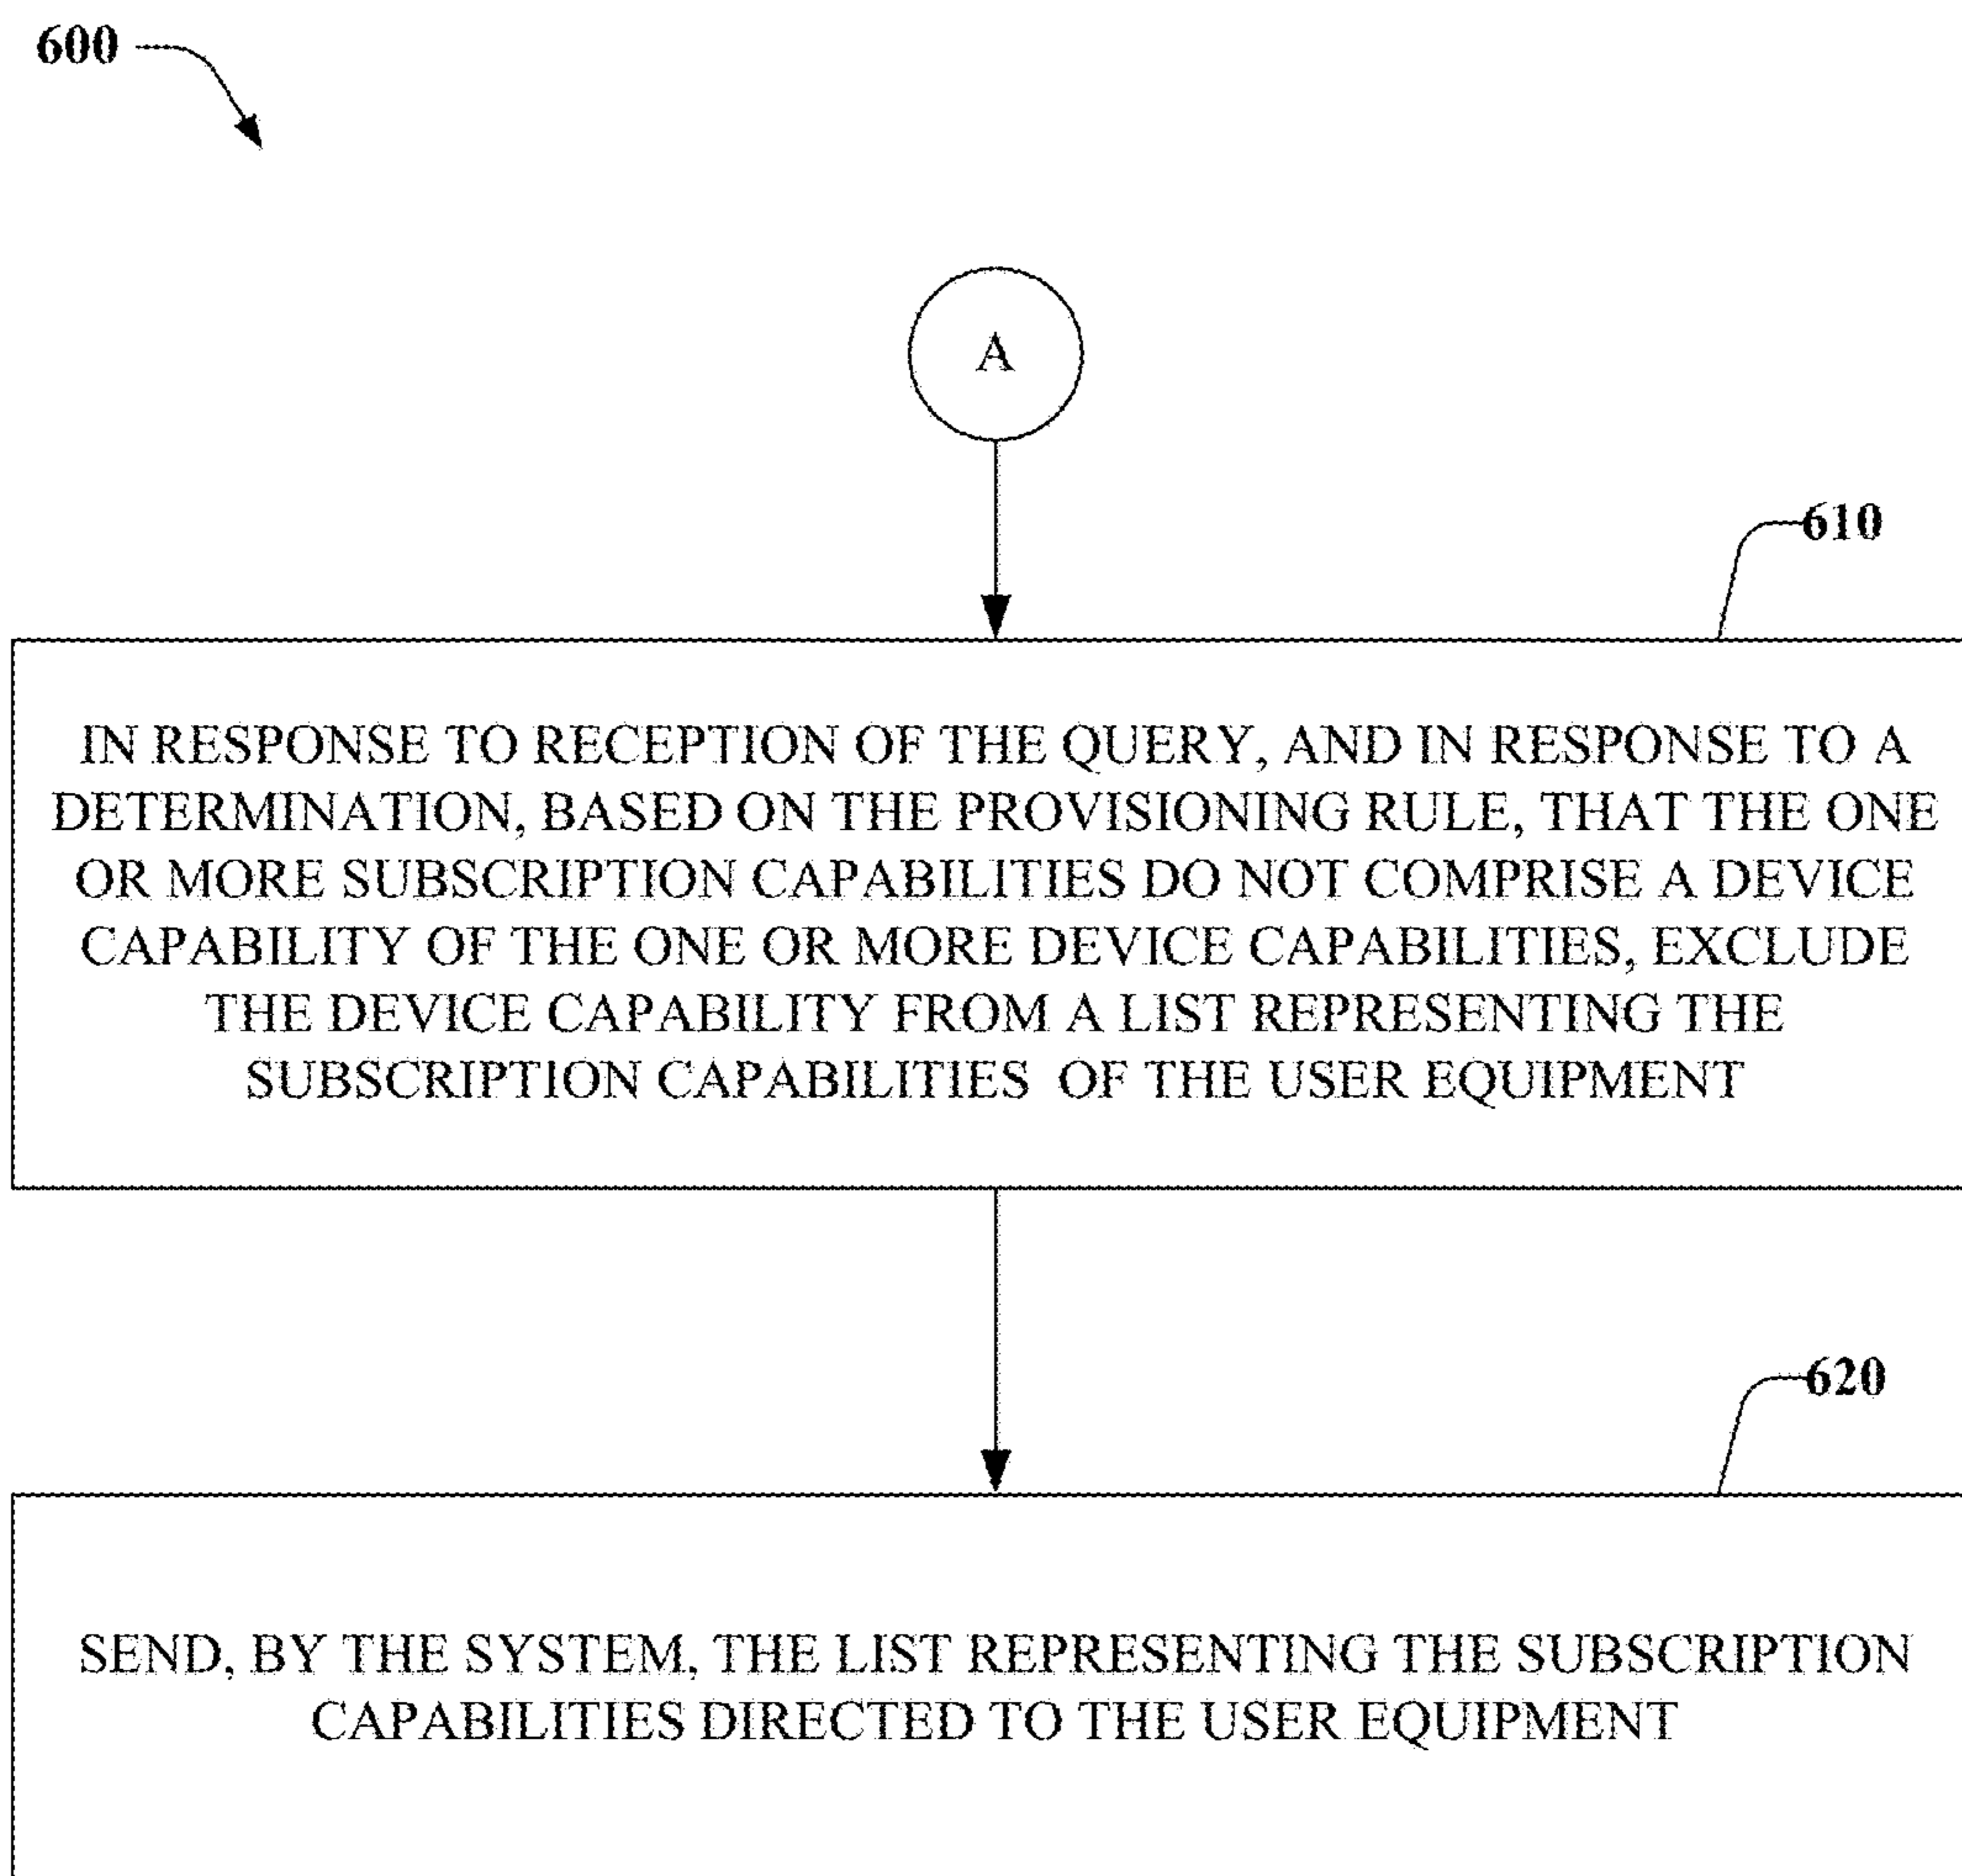 600
A
610
IN RESPONSE TO RECEPTION OF THE QUERY, AND IN RESPONSE TO A
DETERMINATION, BASED ON THE PROVISIONING RULE, THAT THE ONE
OR MORE SUBSCRIPTION CAPABILITIES DO NOT COMPRISE A DEVICE
CAPABILITY OF THE ONE OR MORE DEVICE CAPABILITIES, EXCLUDE
THE DEVICE CAPABILITY FROM A LIST REPRESENTING THE
SUBSCRIPTION CAPABILITIES OF THE USER EQUIPMENT
620
SEND, BY THE SYSTEM, THE LIST REPRESENTING THE SUBSCRIPTION
CAPABILITIES DIRECTED TO THE USER EQUIPMENT